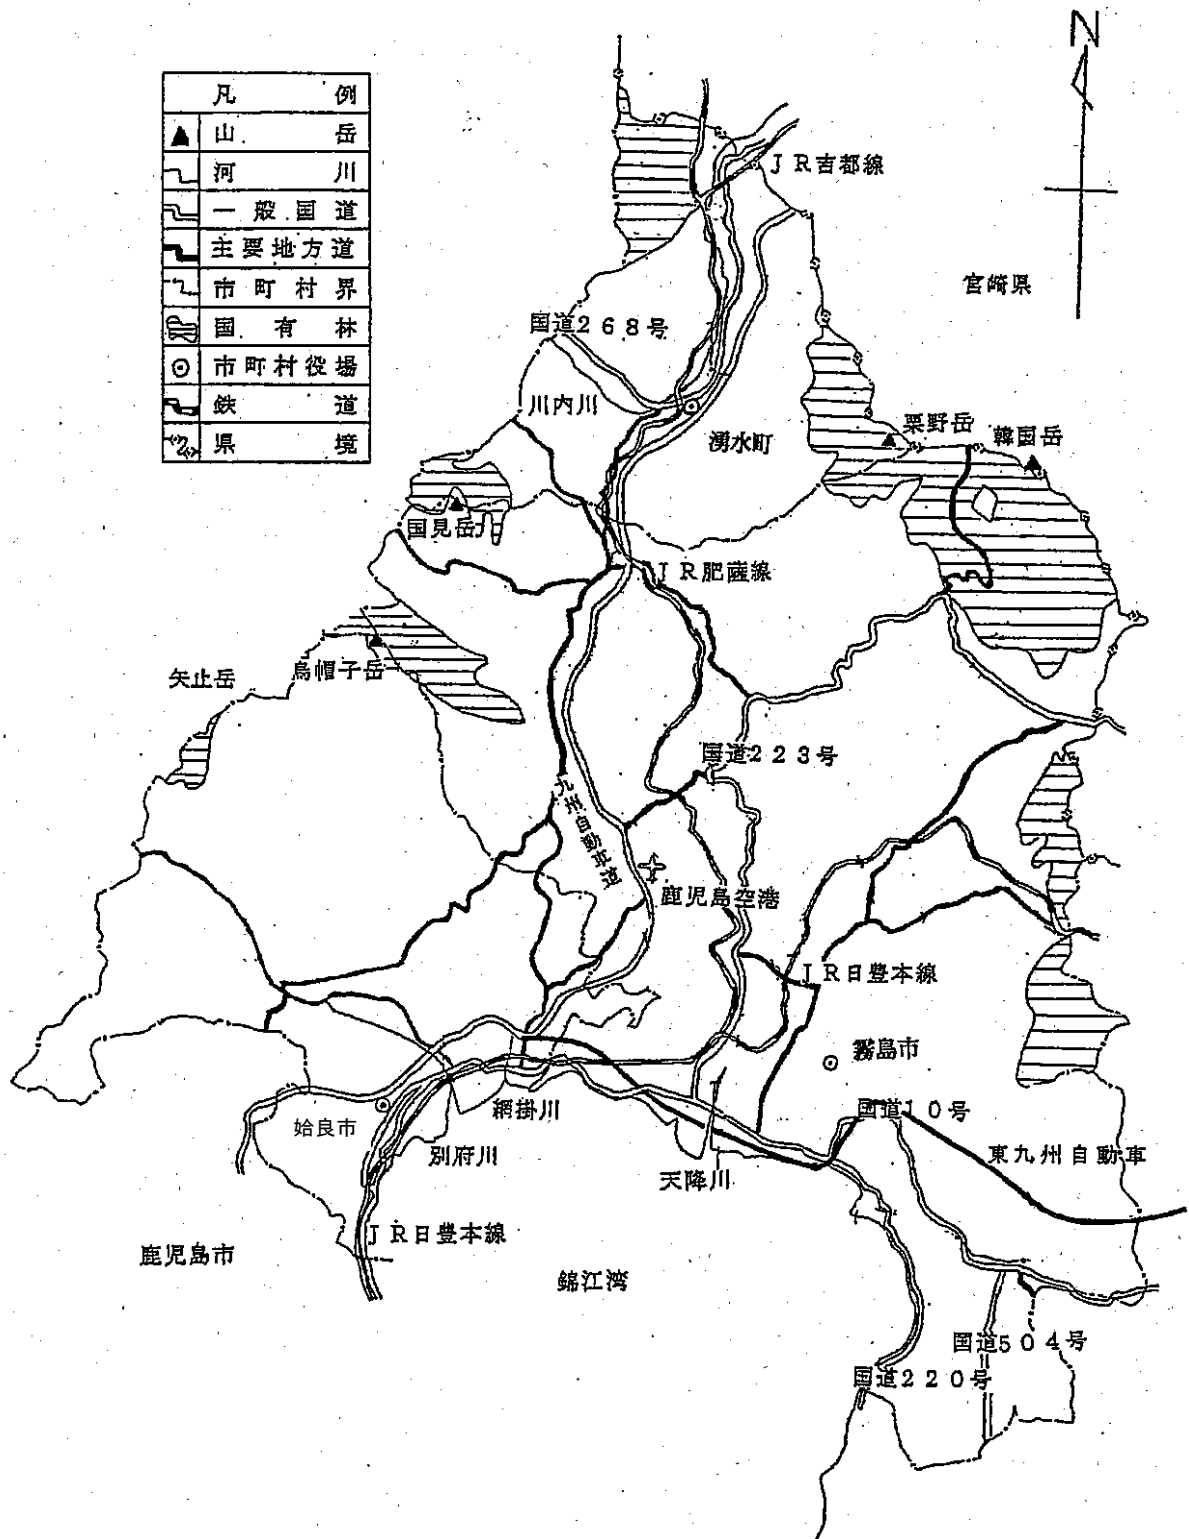 N
凡例
山岳
河川
一般国道
主要地方道
市町村界
国有林
市町村役場
鉄道
県境
JR吉都線
宮崎県
国道268号
川内川
栗野岳
韓国岳
湧水町
国見岳
JR肥薩線
矢止岳
烏帽子岳
国道223号
九州自動車道
鹿児島空港
JR日豊本線
霧島市
網掛川
国道10号
姶良市
別府川
天降川
東九州自動車
JR日豊本線
鹿児島市
錦江湾
国道504号
国道220号